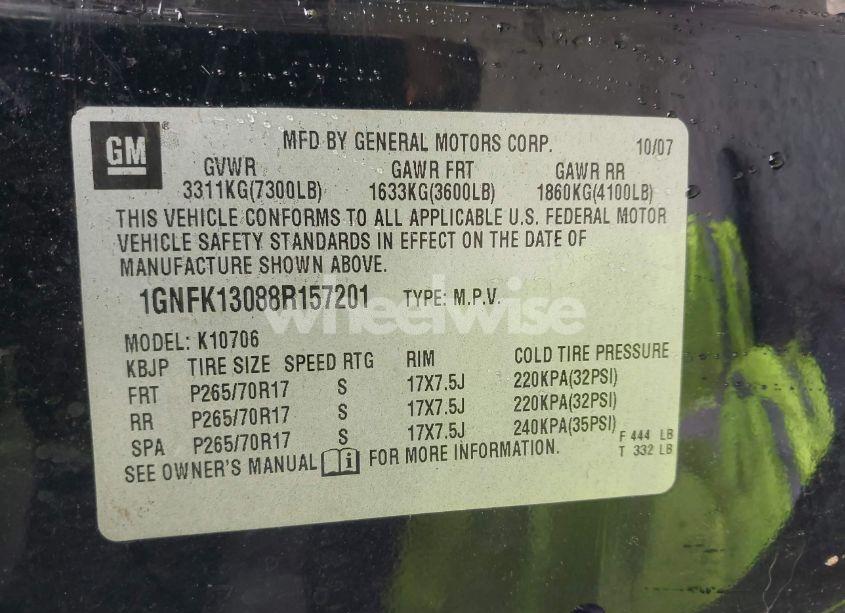 GM
MFD BY GENERAL MOTORS CORP. 10/07
GVWR GAWR FRT GAWR RR
3311KG(7300LB) 1633KG(3600LB) 1860KG(4100LB)
THIS VEHICLE CONFORMS TO ALL APPLICABLE U.S. FEDERAL MOTOR
VEHICLE SAFETY STANDARDS IN EFFECT ON THE DATE OF
MANUFACTURE SHOWN ABOVE.
1GNFK13088R157201 TYPE: M.P.V.
wheelwise
MODEL: K10706
KBJP TIRE SIZE SPEED RTG RIM COLD TIRE PRESSURE
FRT P265/70R17 S 17X7.5J 220KPA(32PSI)
RR P265/70R17 S 17X7.5J 220KPA(32PSI)
SPA P265/70R17 S 17X7.5J 240KPA(35PSI) F 444 LB
SEE OWNER'S MANUAL i FOR MORE INFORMATION. T 332 LB